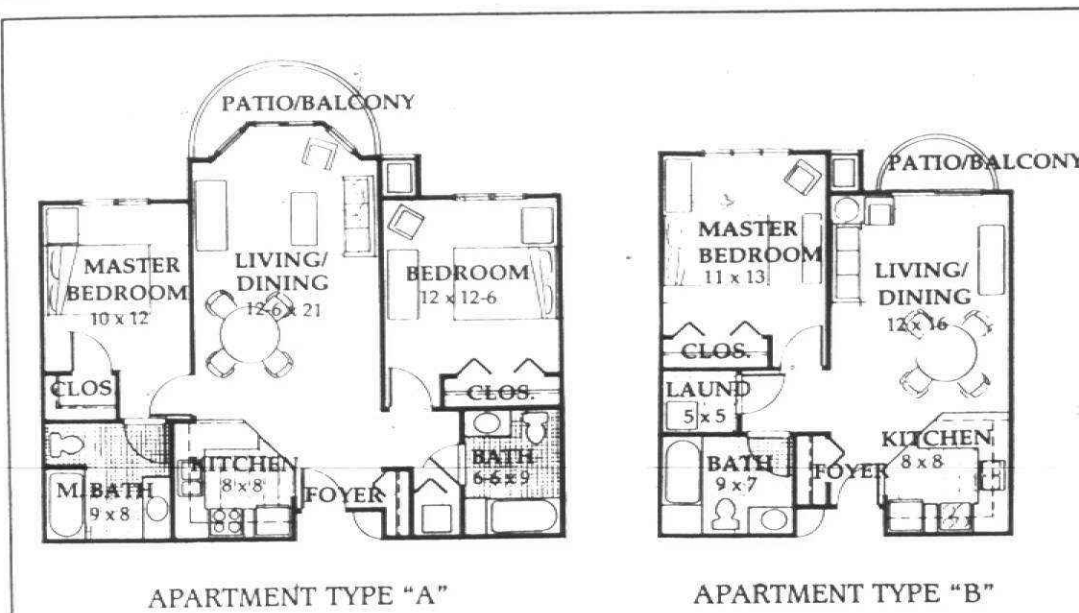 PATIO/BALCONY
MASTER
BEDROOM
10 x 12
LIVING/
DINING
12-6 x 21
BEDROOM
12 x 12-6
CLOS
CLOS.
M. BATH
9 x 8
KITCHEN
8 x 8
FOYER
BATH
6-6 x 9
APARTMENT TYPE "A"
PATIO/BALCONY
MASTER
BEDROOM
11 x 13
LIVING/
DINING
12 x 16
CLOS.
LAUND
5 x 5
BATH
9 x 7
FOYER
KITCHEN
8 x 8
APARTMENT TYPE "B"